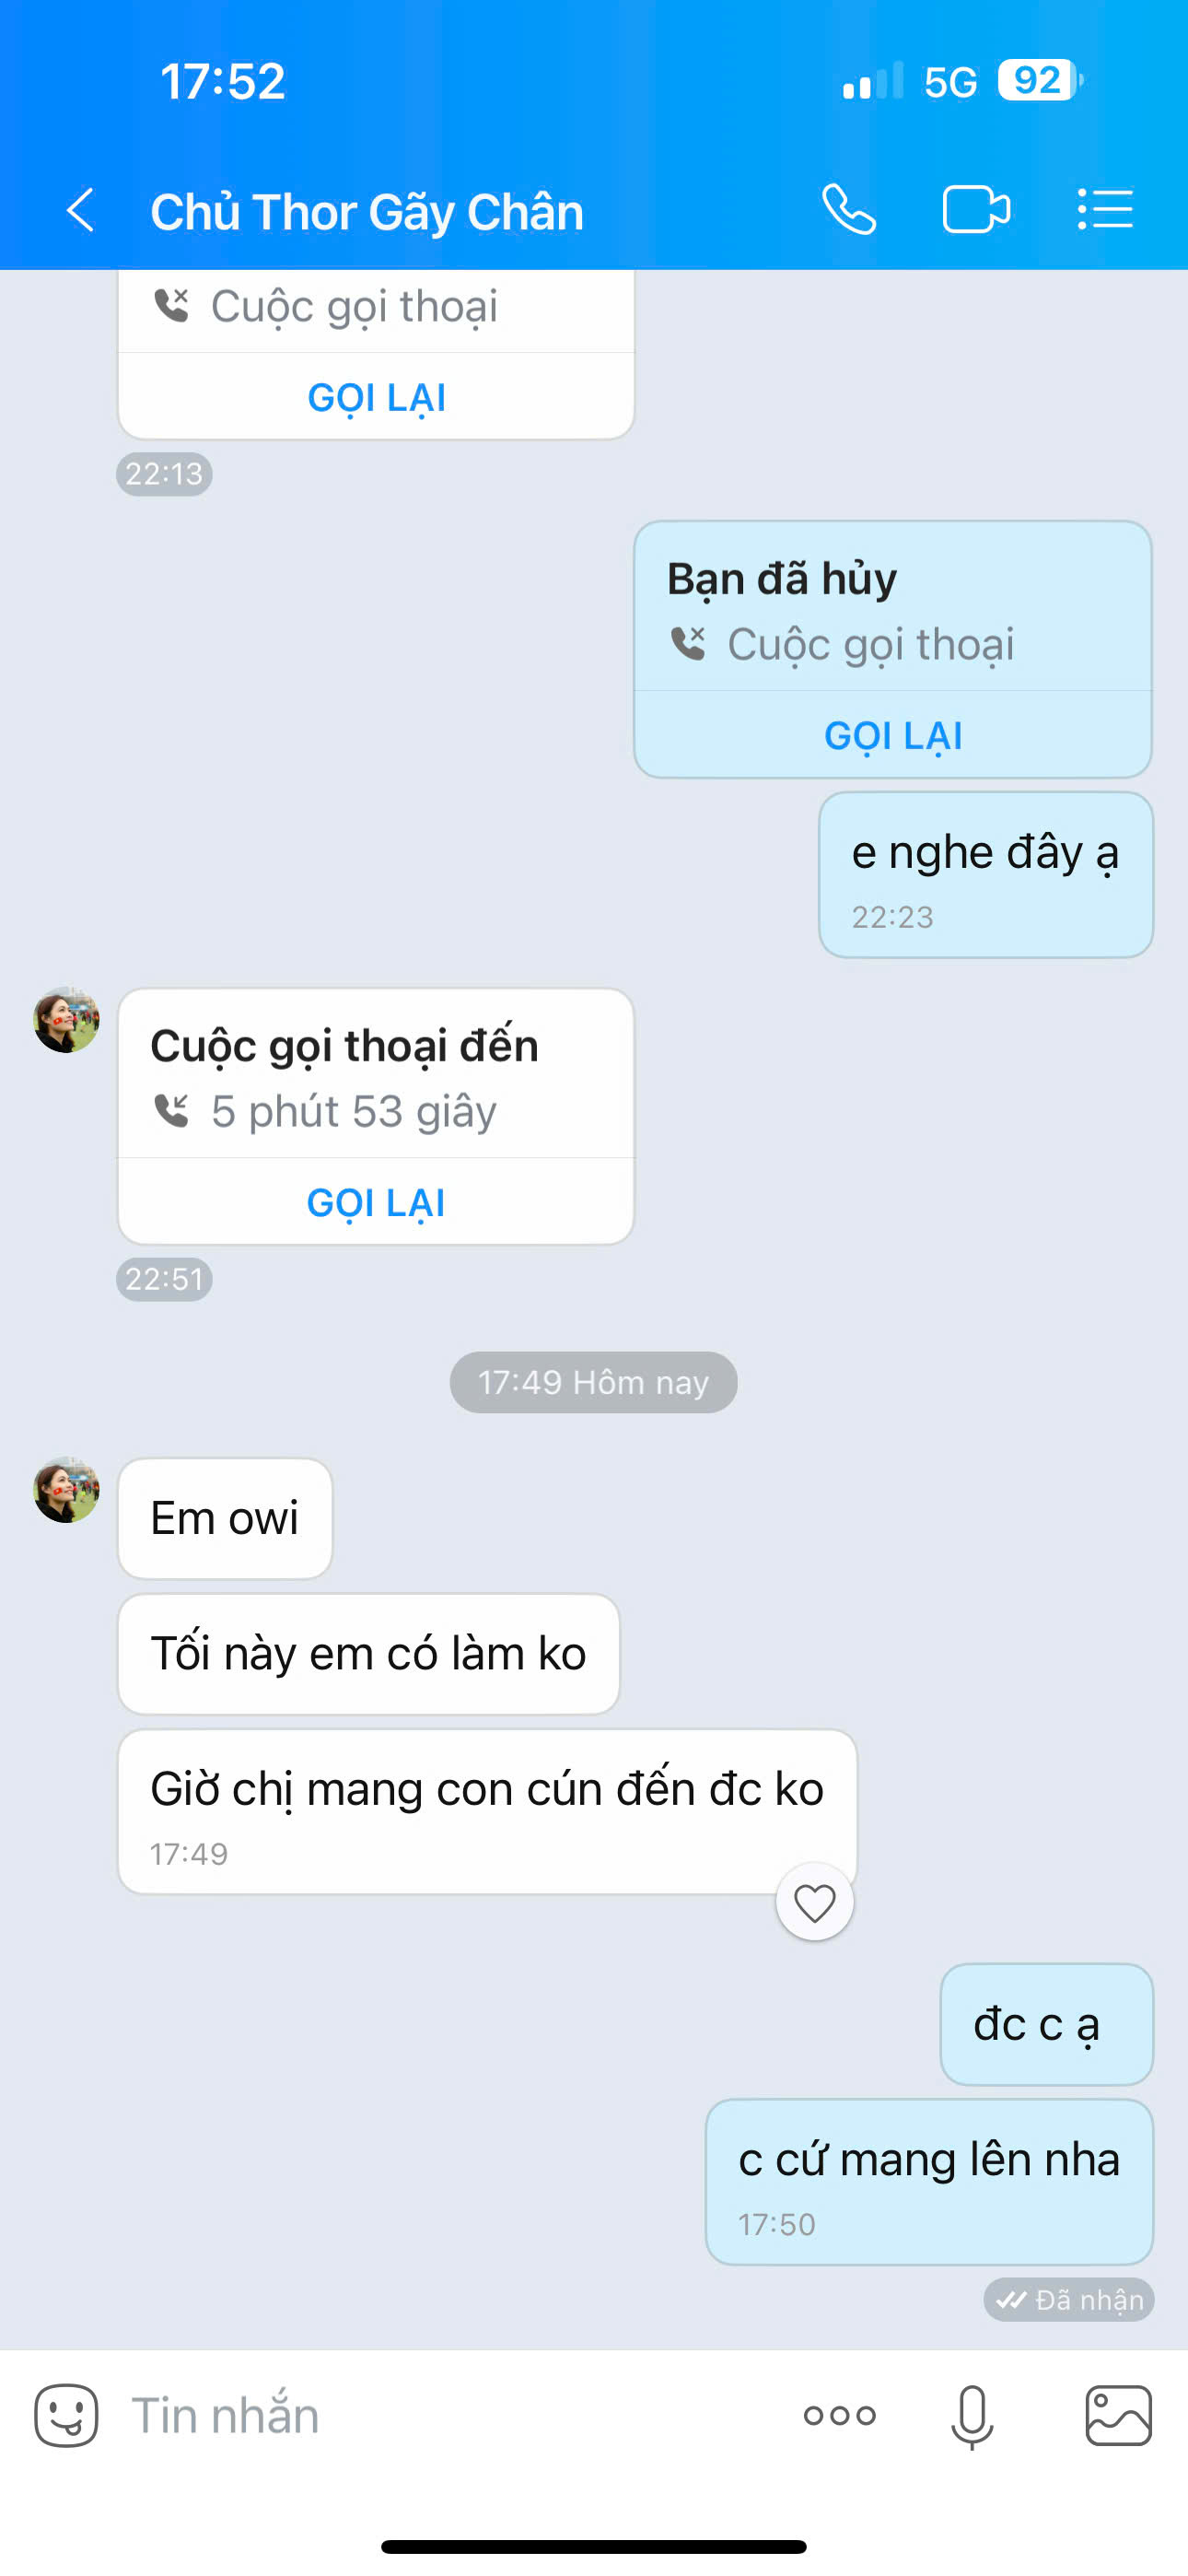 17:52
5G 92
Chủ Thor Gãy Chân
Cuộc gọi thoại
GỌI LẠI
22:13
Bạn đã hủy
Cuộc gọi thoại
GỌI LẠI
e nghe đây ạ
22:23
Cuộc gọi thoại đến
5 phút 53 giây
GỌI LẠI
22:51
17:49 Hôm nay
Em owi
Tối này em có làm ko
Giờ chị mang con cún đến đc ko
17:49
đc c ạ
c cứ mang lên nha
17:50
Đã nhận
Tin nhắn